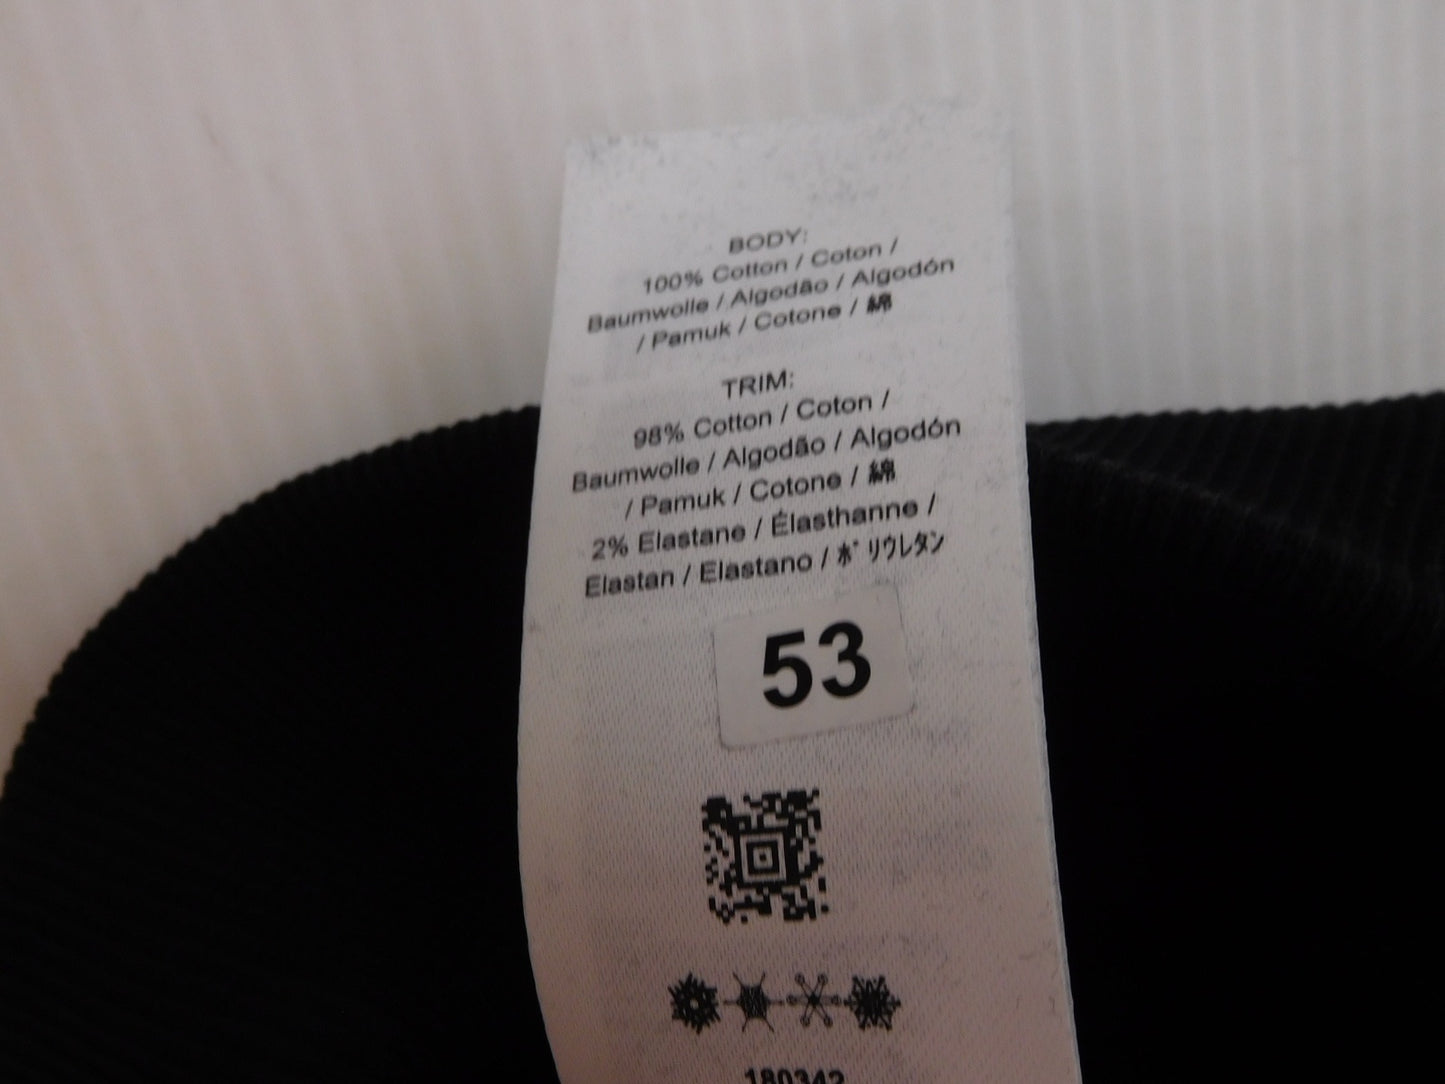 BODY:
100% Cotton / Coton /
Baumwolle / Algodão / Algodón
/ Pamuk / Cotone / 綿
TRIM:
98% Cotton / Coton /
Baumwolle / Algodão / Algodón
/ Pamuk / Cotone / 綿
2% Elastane / Élasthanne /
Elastan / Elastano / ﾎﾟﾘｳﾚﾀﾝ
53
180342